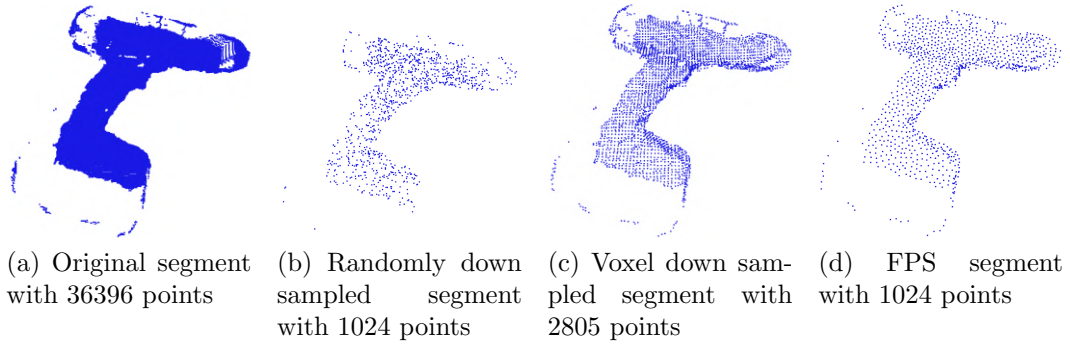 (a) Original segment
with 36396 points
(b) Randomly down
sampled segment
with 1024 points
(c) Voxel down sam-
pled segment with
2805 points
(d) FPS segment
with 1024 points